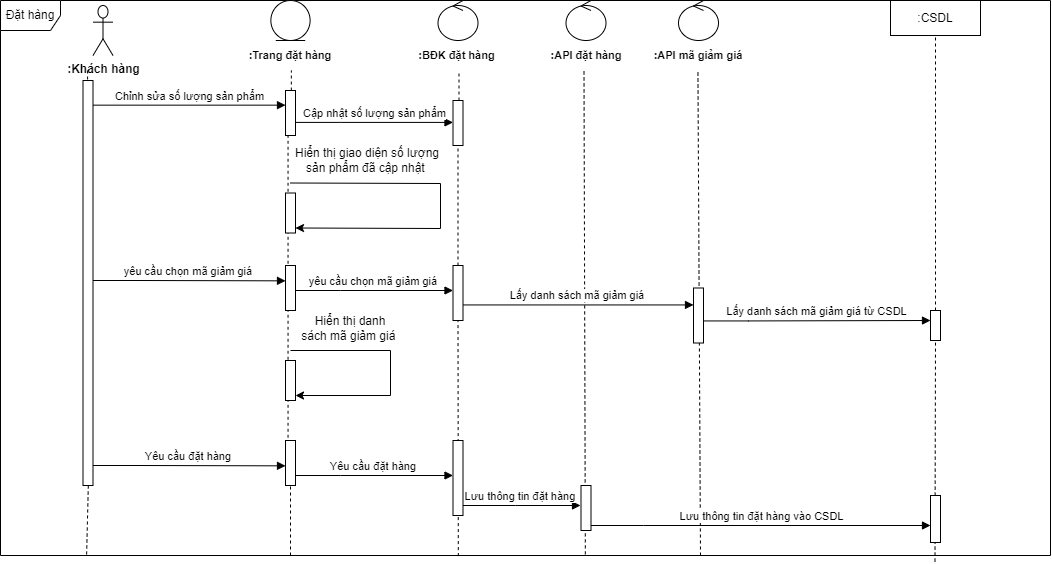 Đặt hàng
:Khách hàng
:Trang đặt hàng
:BĐK đặt hàng
:API đặt hàng
:API mã giảm giá
:CSDL
Chỉnh sửa số lượng sản phẩm
Cập nhật số lượng sản phẩm
Hiển thị giao diện số lượng
sản phẩm đã cập nhật
yêu cầu chọn mã giảm giá
yêu cầu chọn mã giảm giá
Lấy danh sách mã giảm giá
Lấy danh sách mã giảm giá từ CSDL
Hiển thị danh
sách mã giảm giá
Yêu cầu đặt hàng
Yêu cầu đặt hàng
Lưu thông tin đặt hàng
Lưu thông tin đặt hàng vào CSDL